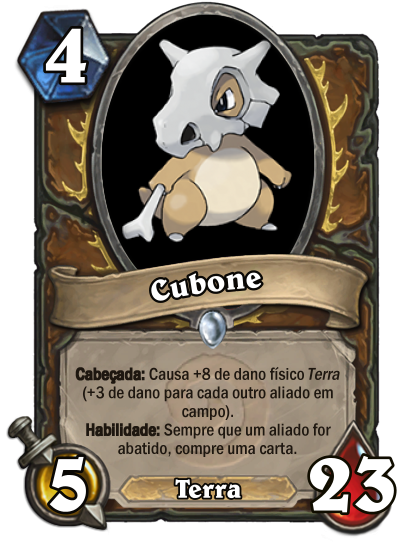 4
Cubone
Cabeçada: Causa +8 de dano físico Terra
(+3 de dano para cada outro aliado em
campo).
Habilidade: Sempre que um aliado for
abatido, compre uma carta.
5
Terra
23